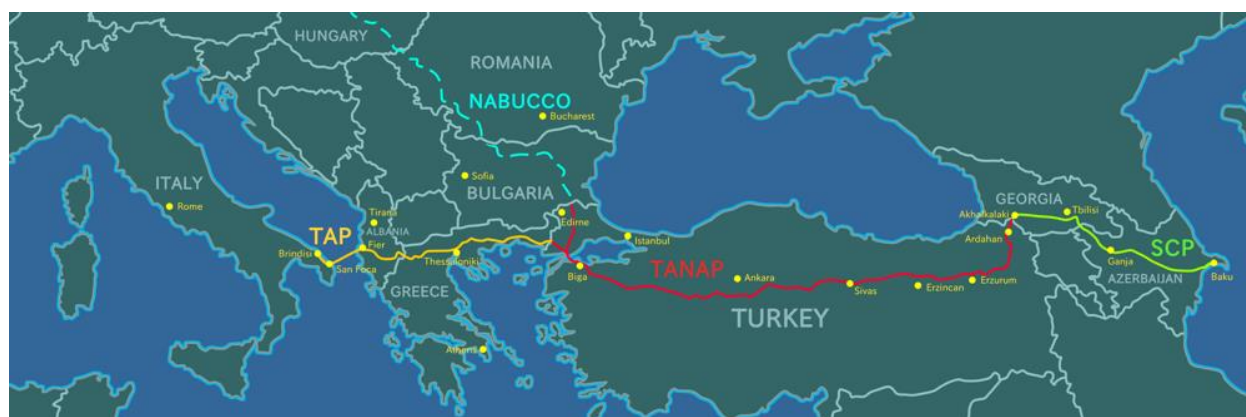 HUNGARY
ROMANIA
NABUCCO
Bucharest
ITALY
Rome
Sofia
BULGARIA
Tirana
ALBANIA
TAP
Fier
Brindisi
San Foca
Thessaloniki
GREECE
Athens
Edirne
Istanbul
Biga
TANAP
Ankara
TURKEY
Sivas
Erzincan
Erzurum
GEORGIA
Akhalkalaki
Tbilisi
Ardahan
SCP
Ganja
AZERBAIJAN
Baku